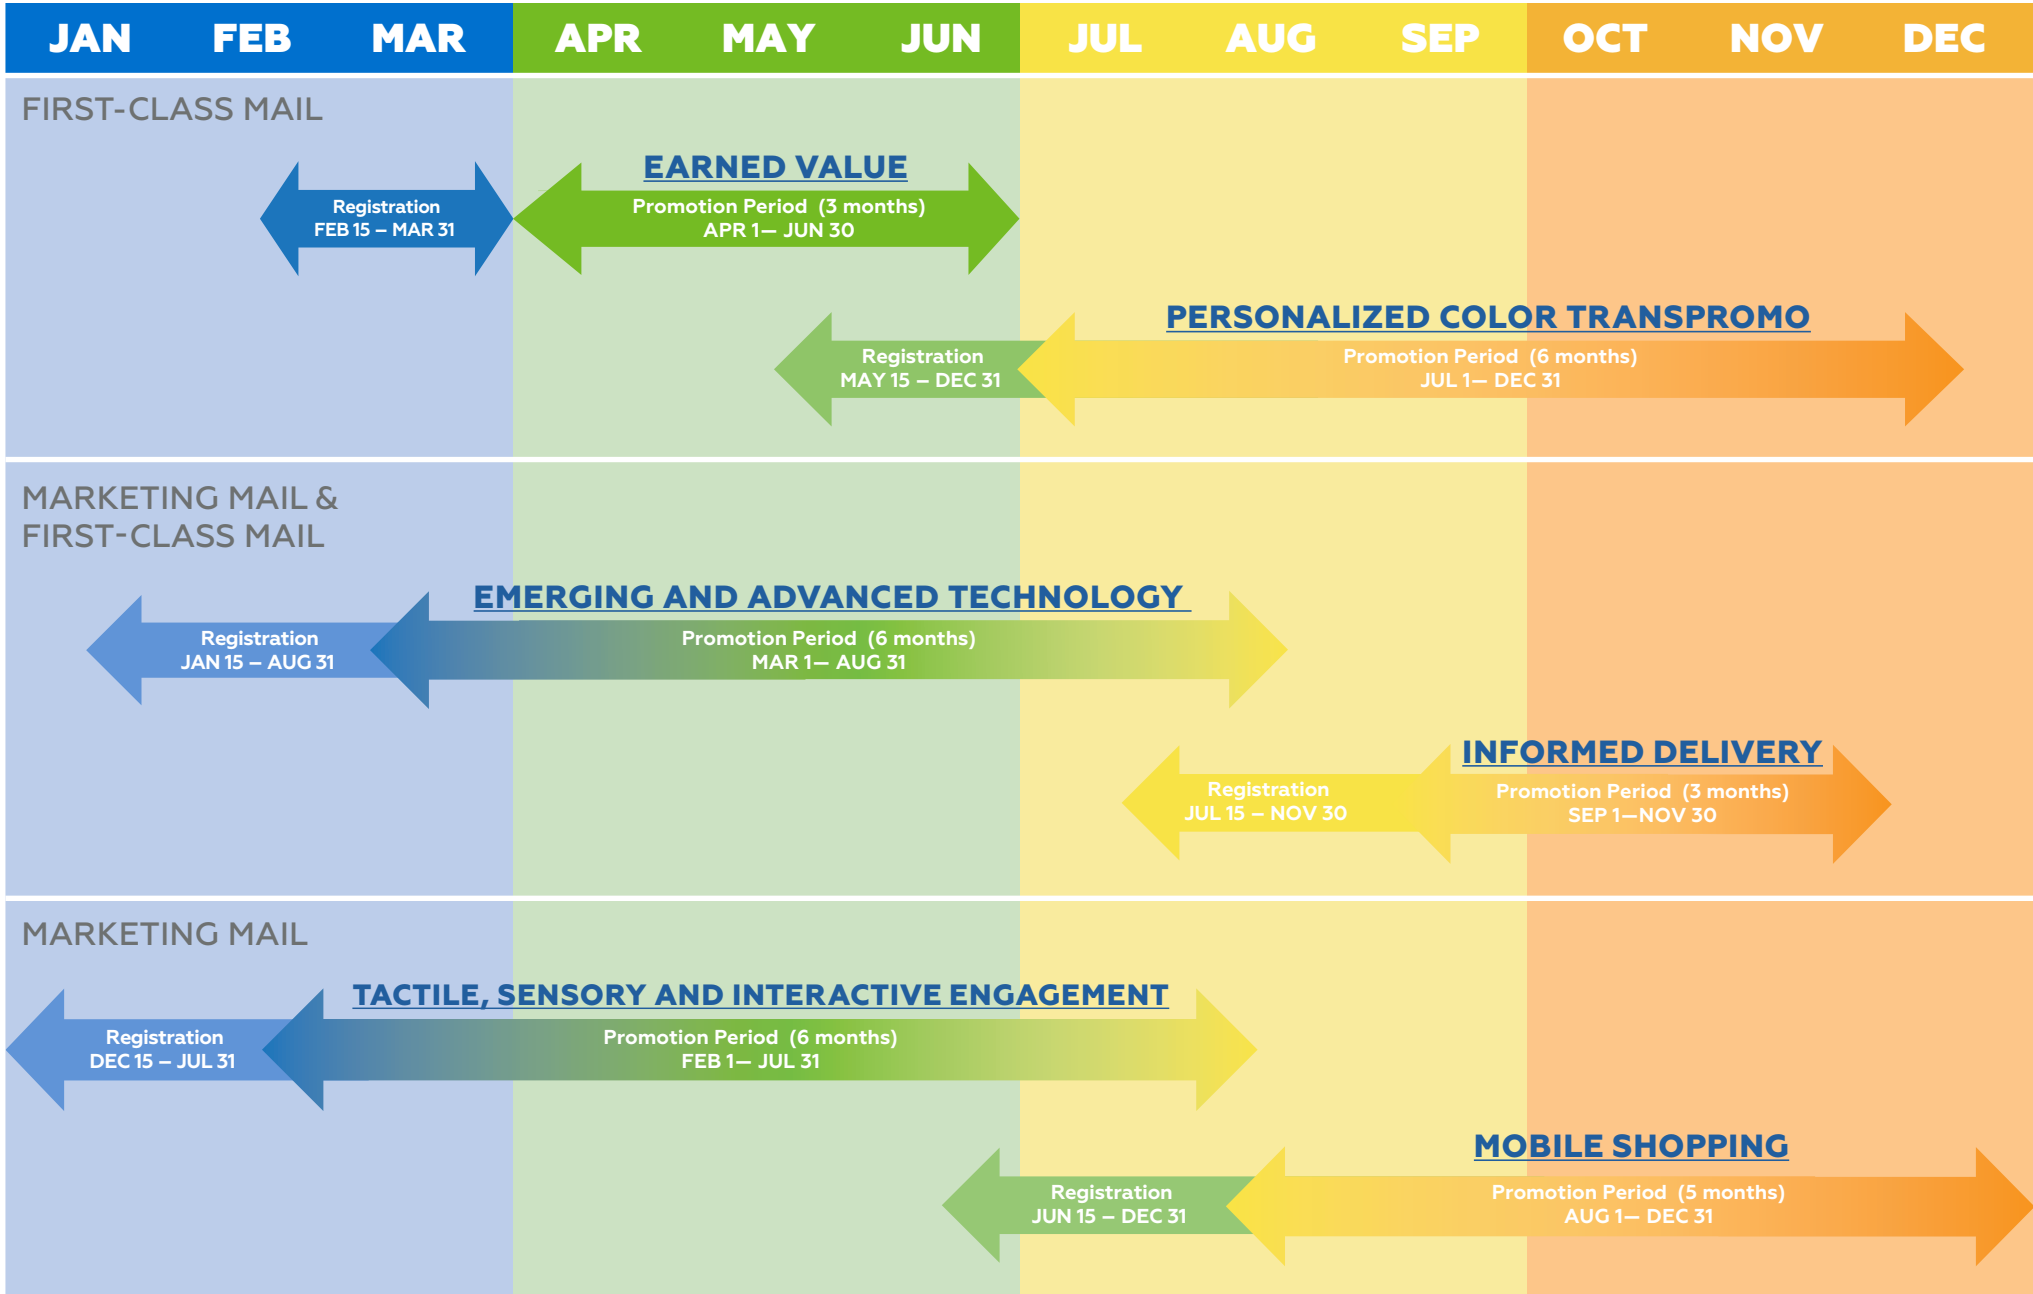 JAN FEB MAR APR MAY JUN JUL AUG SEP OCT NOV DEC
FIRST-CLASS MAIL
EARNED VALUE
Registration
FEB 15 – MAR 31
Promotion Period (3 months)
APR 1— JUN 30
PERSONALIZED COLOR TRANSPROMO
Registration
MAY 15 – DEC 31
Promotion Period (6 months)
JUL 1— DEC 31
MARKETING MAIL &
FIRST-CLASS MAIL
EMERGING AND ADVANCED TECHNOLOGY
Registration
JAN 15 – AUG 31
Promotion Period (6 months)
MAR 1— AUG 31
INFORMED DELIVERY
Registration
JUL 15 – NOV 30
Promotion Period (3 months)
SEP 1—NOV 30
MARKETING MAIL
TACTILE, SENSORY AND INTERACTIVE ENGAGEMENT
Registration
DEC 15 – JUL 31
Promotion Period (6 months)
FEB 1— JUL 31
MOBILE SHOPPING
Registration
JUN 15 – DEC 31
Promotion Period (5 months)
AUG 1— DEC 31